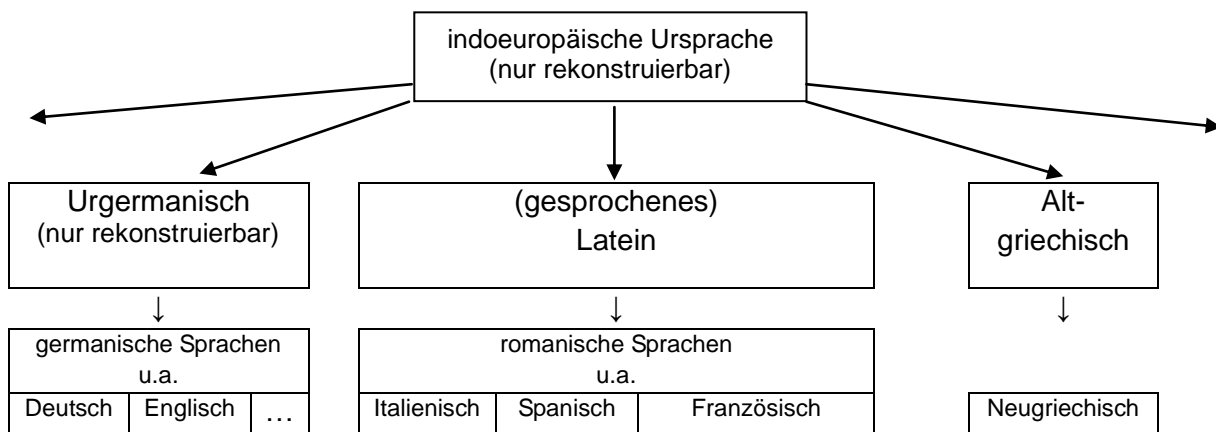 indoeuropäische Ursprache
(nur rekonstruierbar)
Urgermanisch
(nur rekonstruierbar)
(gesprochenes)
Latein
Alt-
griechisch
↓
↓
↓
germanische Sprachen
u.a.
romanische Sprachen
u.a.
Deutsch
Englisch
…
Italienisch
Spanisch
Französisch
Neugriechisch